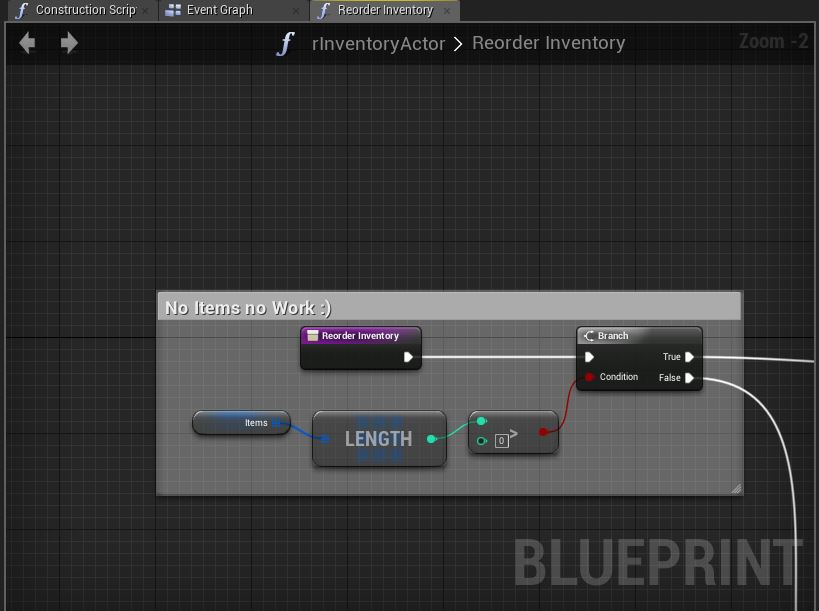 Construction Scrip
Event Graph
Reorder Inventory
rInventoryActor > Reorder Inventory
Zoom -2
No Items no Work :)
Reorder Inventory
Branch
True
Condition
False
Items
LENGTH
0
>
BLUEPRINT